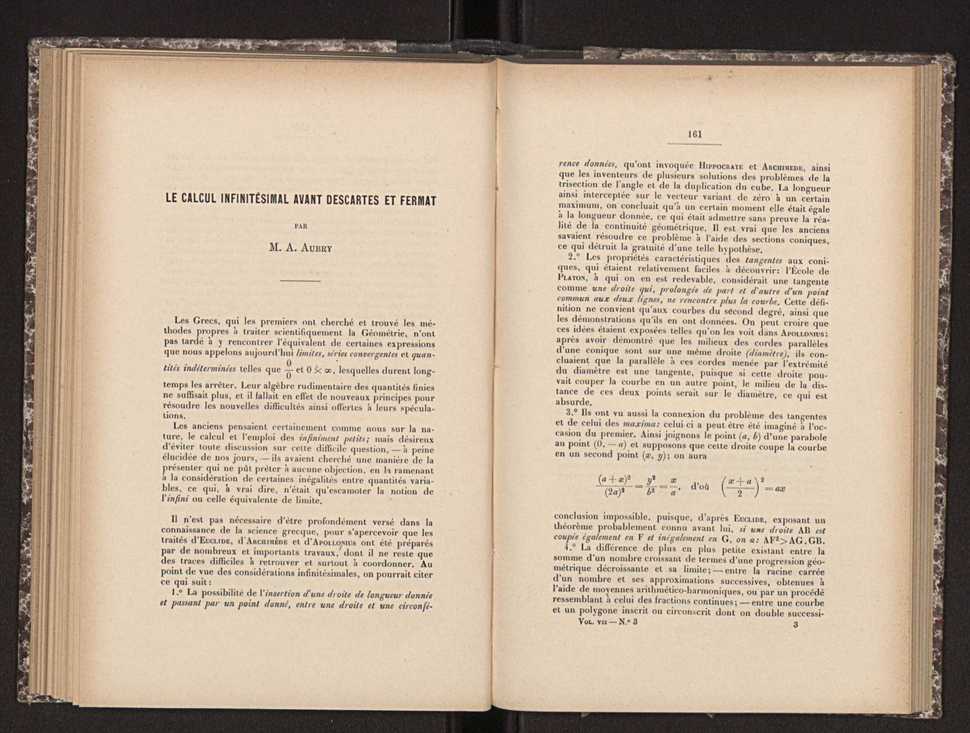 LE CALCUL INFINITÉSIMAL AVANT DESCARTES ET FERMAT
PAR
M. A. AUBRY
Les Grecs, qui les premiers ont cherché et trouvé les mé-
thodes propres à traiter scientifiquement la Géométrie, n'ont
pas tardé à y rencontrer l'équivalent de certaines expressions
que nous appelons aujourd'hui limites, séries convergentes et quan-
tités indéterminées telles que 0/0 et 0 × ∞, lesquelles durent long-
temps les arrêter. Leur algèbre rudimentaire des quantités finies
ne suffisait plus, et il fallait en effet de nouveaux principes pour
résoudre les nouvelles difficultés ainsi offertes à leurs spécula-
tions.
Les anciens pensaient certainement comme nous sur la na-
ture, le calcul et l'emploi des infiniment petits; mais désireux
d'éviter toute discussion sur cette difficile question, — à peine
élucidée de nos jours, — ils avaient cherché une manière de la
présenter qui ne pût prêter à aucune objection, en la ramenant
à la considération de certaines inégalités entre quantités varia-
bles, ce qui, à vrai dire, n'était qu'escamoter la notion de
l'infini ou celle équivalente de limite.
Il n'est pas nécessaire d'être profondément versé dans la
connaissance de la science grecque, pour s'apercevoir que les
traités d'EUCLIDE, d'ARCHIMÈDE et d'APOLLONIUS ont été préparés
par de nombreux et importants travaux, dont il ne reste que
des traces difficiles à retrouver et surtout à coordonner. Au
point de vue des considérations infinitésimales, on pourrait citer
ce qui suit:
1.º La possibilité de l'insertion d'une droite de longueur donnée
et passant par un point donné, entre une droite et une circonfé-
161
rence données, qu'ont invoquée HIPPOCRATE et ARCHIMEDE, ainsi
que les inventeurs de plusieurs solutions des problèmes de la
trisection de l'angle et de la duplication du cube. La longueur
ainsi interceptée sur le vecteur variant de zéro à un certain
maximum, on concluait qu'à un certain moment elle était égale
à la longueur donnée, ce qui était admettre sans preuve la réa-
lité de la continuité géométrique. Il est vrai que les anciens
savaient résoudre ce problème à l'aide des sections coniques,
ce qui détruit la gratuité d'une telle hypothèse.
2.º Les propriétés caractéristiques des tangentes aux coni-
ques, qui étaient relativement faciles à découvrir: l'École de
PLATON, à qui on en est redevable, considérait une tangente
comme une droite qui, prolongée de part et d'autre d'un point
commun aux deux lignes, ne rencontre plus la courbe. Cette défi-
nition ne convient qu'aux courbes du second degré, ainsi que
les démonstrations qu'ils en ont données. On peut croire que
ces idées étaient exposées telles qu'on les voit dans APOLLONIUS:
après avoir démontré que les milieux des cordes parallèles
d'une conique sont sur une même droite (diamètre), ils con-
cluaient que la parallèle à ces cordes menée par l'extrémité
du diamètre est une tangente, puisque si cette droite pou-
vait couper la courbe en un autre point, le milieu de la dis-
tance de ces deux points serait sur le diamètre, ce qui est
absurde.
3.º Ils ont vu aussi la connexion du problème des tangentes
et de celui des maxima: celui-ci a peut être été imaginé à l'oc-
casion du premier. Ainsi joignons le point (a, b) d'une parabole
au point (0, — a) et supposons que cette droite coupe la courbe
en un second point (x, y); on aura
(a + x)²/(2a)² = y²/b² = x/a, d'où ((x + a)/2)² = ax
conclusion impossible, puisque, d'après EUCLIDE, exposant un
théorème probablement connu avant lui, si une droite AB est
coupée également en F et inégalement en G, on a: AF² > AG.GB.
4.º La différence de plus en plus petite existant entre la
somme d'un nombre croissant de termes d'une progression géo-
métrique décroissante et sa limite; — entre la racine carrée
d'un nombre et ses approximations successives, obtenues à
l'aide de moyennes arithmético-harmoniques, ou par un procédé
ressemblant à celui des fractions continues; — entre une courbe
et un polygone inscrit ou circonscrit dont on double successi-
VOL. VII — N.º 3
3